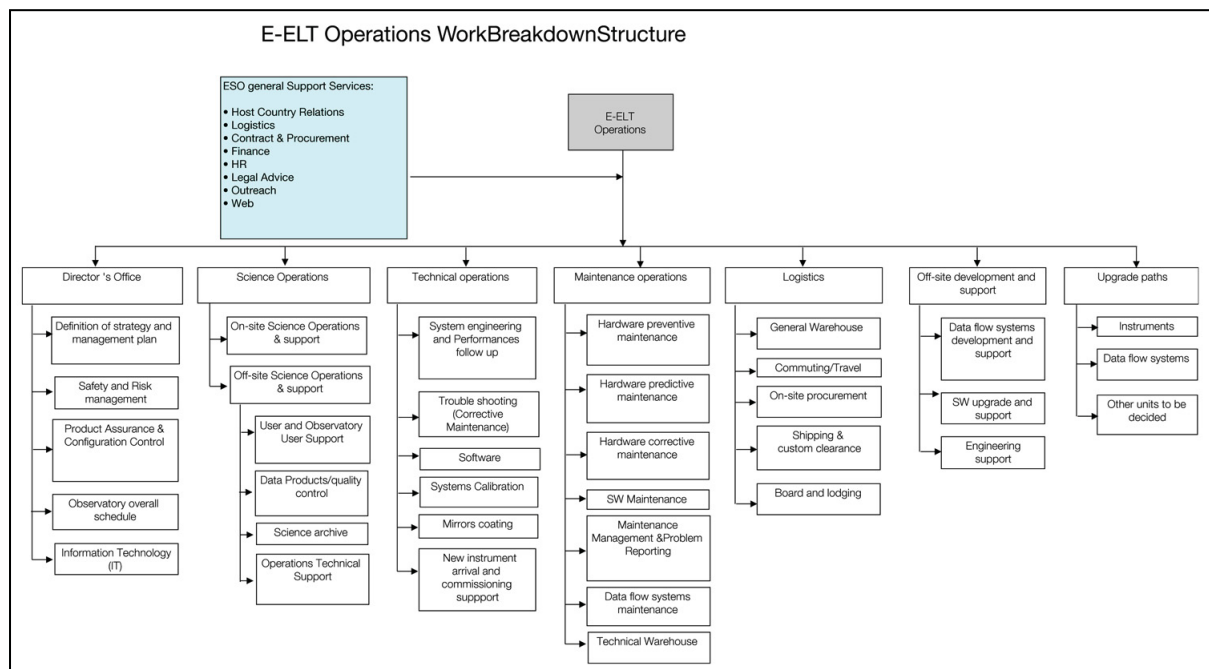 E-ELT Operations WorkBreakdownStructure
ESO general Support Services:
• Host Country Relations
• Logistics
• Contract & Procurement
• Finance
• HR
• Legal Advice
• Outreach
• Web
E-ELT
Operations
Director 's Office
Definition of strategy and
management plan
Safety and Risk
management
Product Assurance &
Configuration Control
Observatory overall
schedule
Information Technology
(IT)
Science Operations
On-site Science Operations
& support
Off-site Science Operations
& support
User and Observatory
User Support
Data Products/quality
control
Science archive
Operations Technical
Support
Technical operations
System engineering
and Performances
follow up
Trouble shooting
(Corrective
Maintenance)
Software
Systems Calibration
Mirrors coating
New instrument
arrival and
commissioning
suppport
Maintenance operations
Hardware preventive
maintenance
Hardware predictive
maintenance
Hardware corrective
maintenance
SW Maintenance
Maintenance
Management &Problem
Reporting
Data flow systems
maintenance
Technical Warehouse
Logistics
General Warehouse
Commuting/Travel
On-site procurement
Shipping &
custom clearance
Board and lodging
Off-site development and
support
Data flow systems
development and
support
SW upgrade and
support
Engineering
support
Upgrade paths
Instruments
Data flow systems
Other units to be
decided